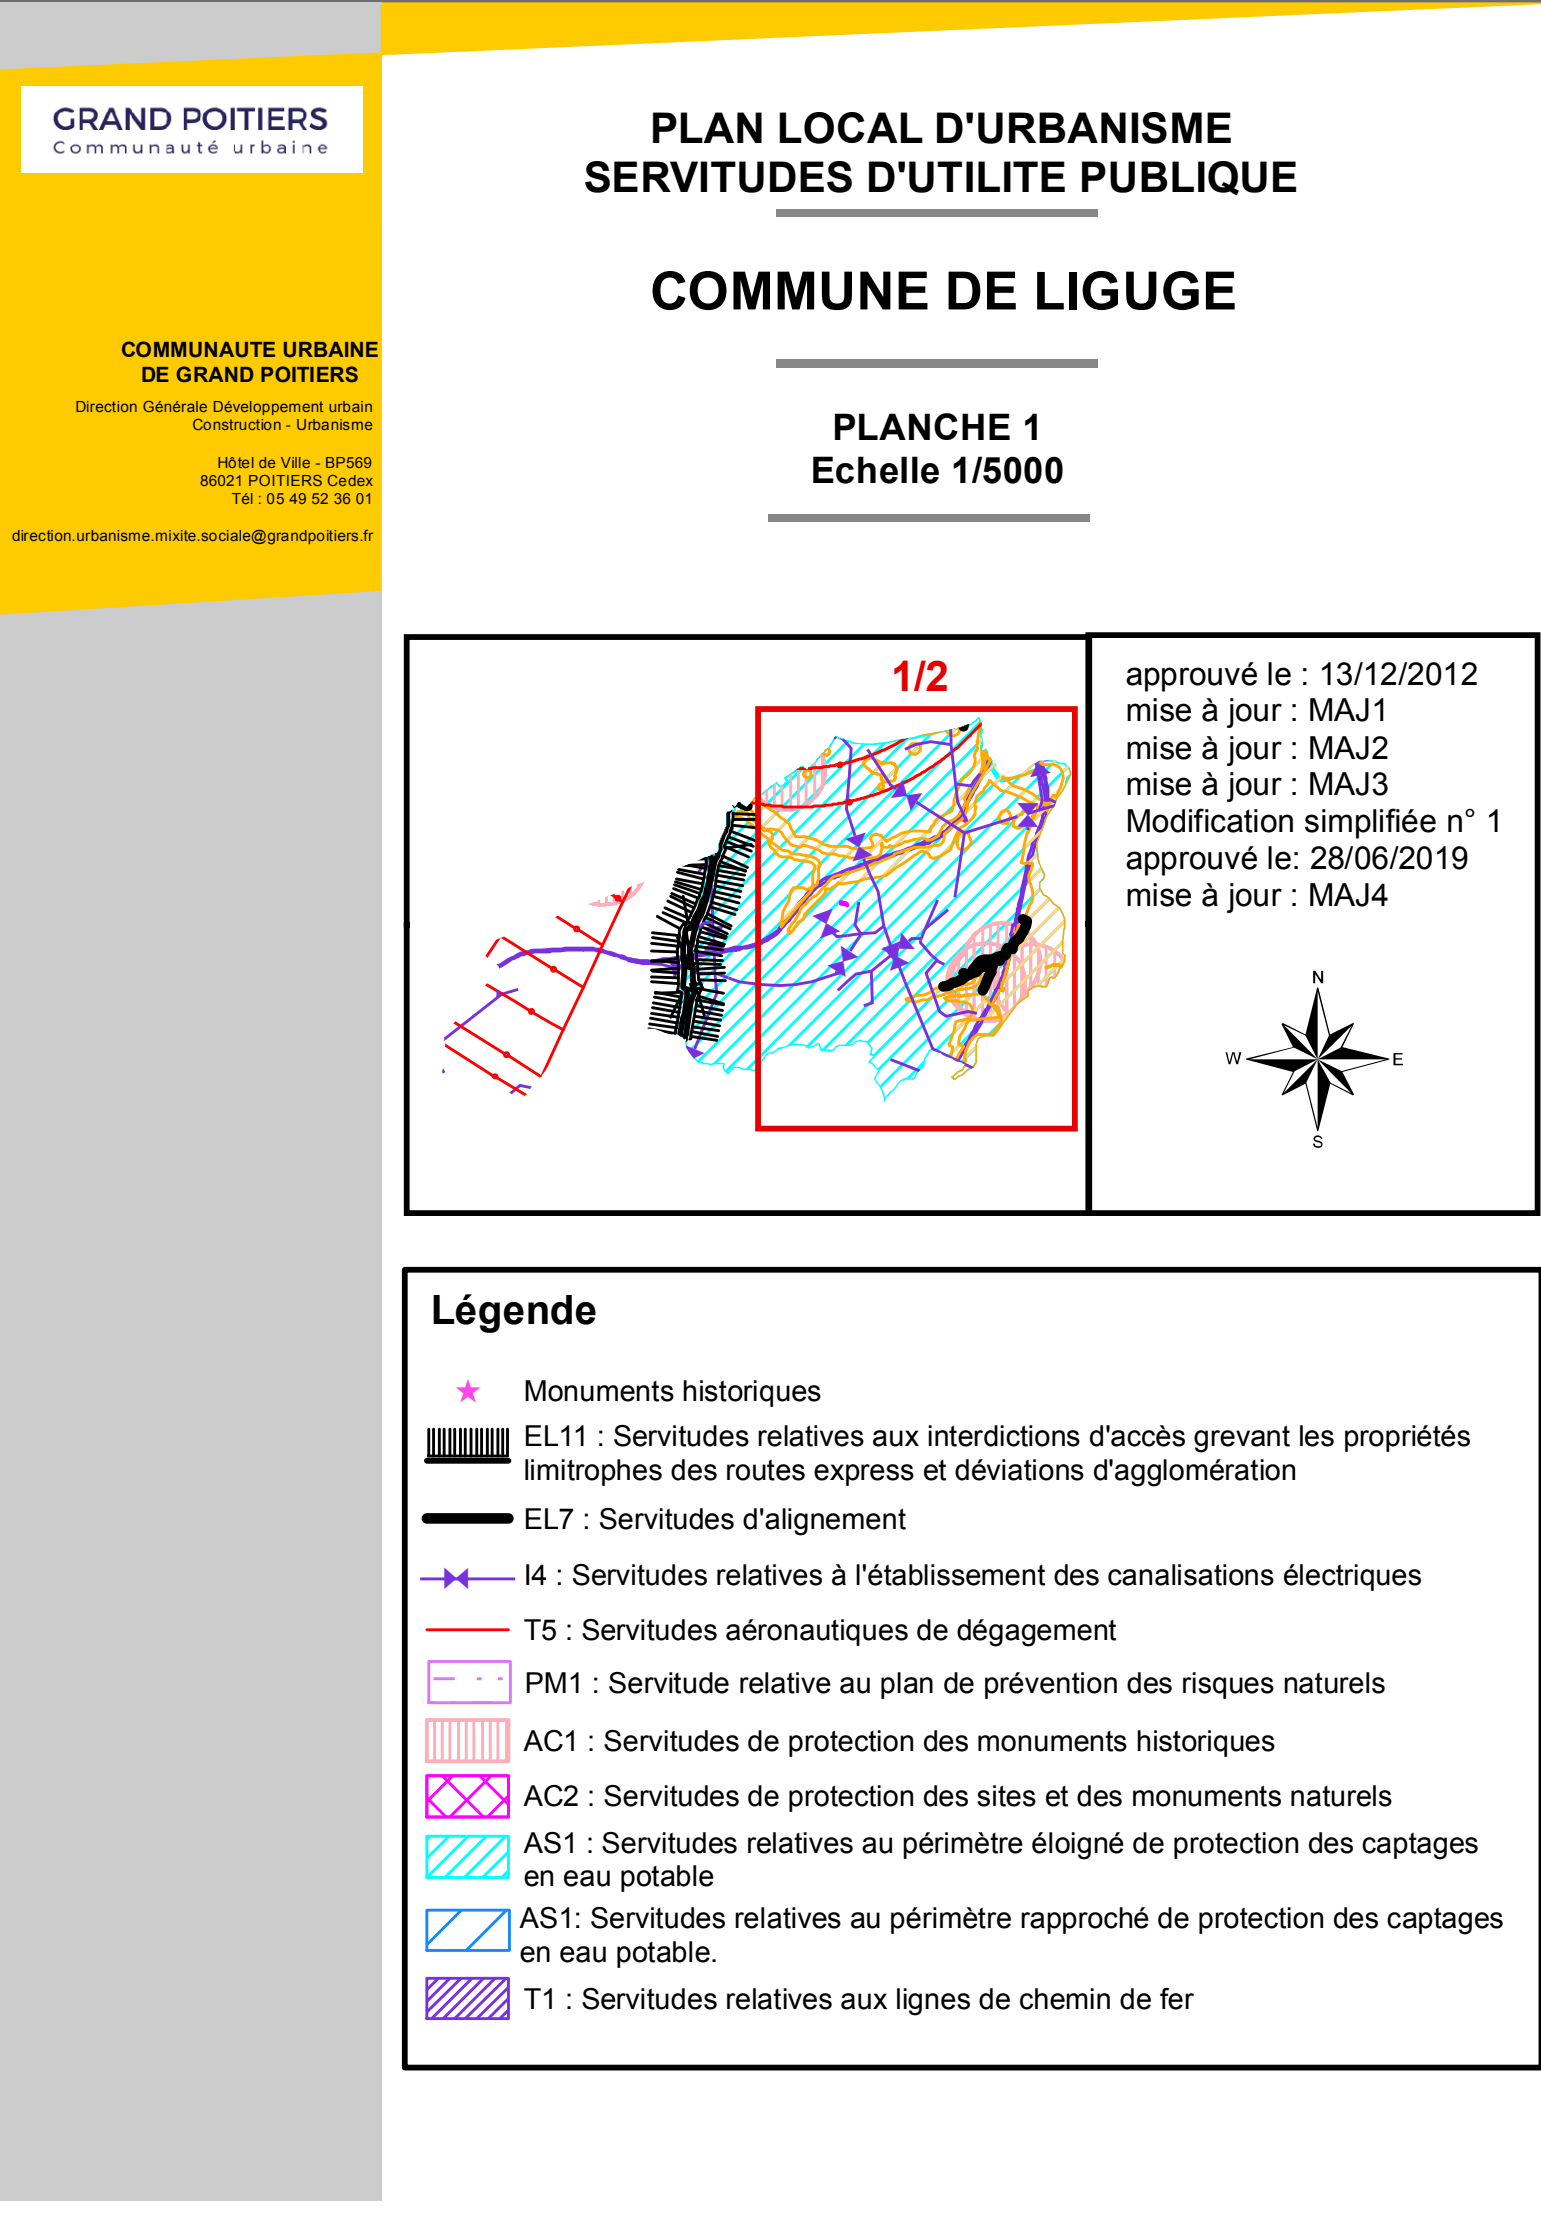 GRAND POITIERS
Communauté urbaine
COMMUNAUTE URBAINE
DE GRAND POITIERS
Direction Générale Développement urbain
Construction - Urbanisme
Hôtel de Ville - BP569
86021 POITIERS Cedex
Tél : 05 49 52 36 01
direction.urbanisme.mixite.sociale@grandpoitiers.fr
PLAN LOCAL D'URBANISME
SERVITUDES D'UTILITE PUBLIQUE
COMMUNE DE LIGUGE
PLANCHE 1
Echelle 1/5000
1/2
approuvé le : 13/12/2012
mise à jour : MAJ1
mise à jour : MAJ2
mise à jour : MAJ3
Modification simplifiée n° 1
approuvé le: 28/06/2019
mise à jour : MAJ4
N
W
E
S
Légende
Monuments historiques
EL11 : Servitudes relatives aux interdictions d'accès grevant les propriétés
limitrophes des routes express et déviations d'agglomération
EL7 : Servitudes d'alignement
I4 : Servitudes relatives à l'établissement des canalisations électriques
T5 : Servitudes aéronautiques de dégagement
PM1 : Servitude relative au plan de prévention des risques naturels
AC1 : Servitudes de protection des monuments historiques
AC2 : Servitudes de protection des sites et des monuments naturels
AS1 : Servitudes relatives au périmètre éloigné de protection des captages
en eau potable
AS1: Servitudes relatives au périmètre rapproché de protection des captages
en eau potable.
T1 : Servitudes relatives aux lignes de chemin de fer